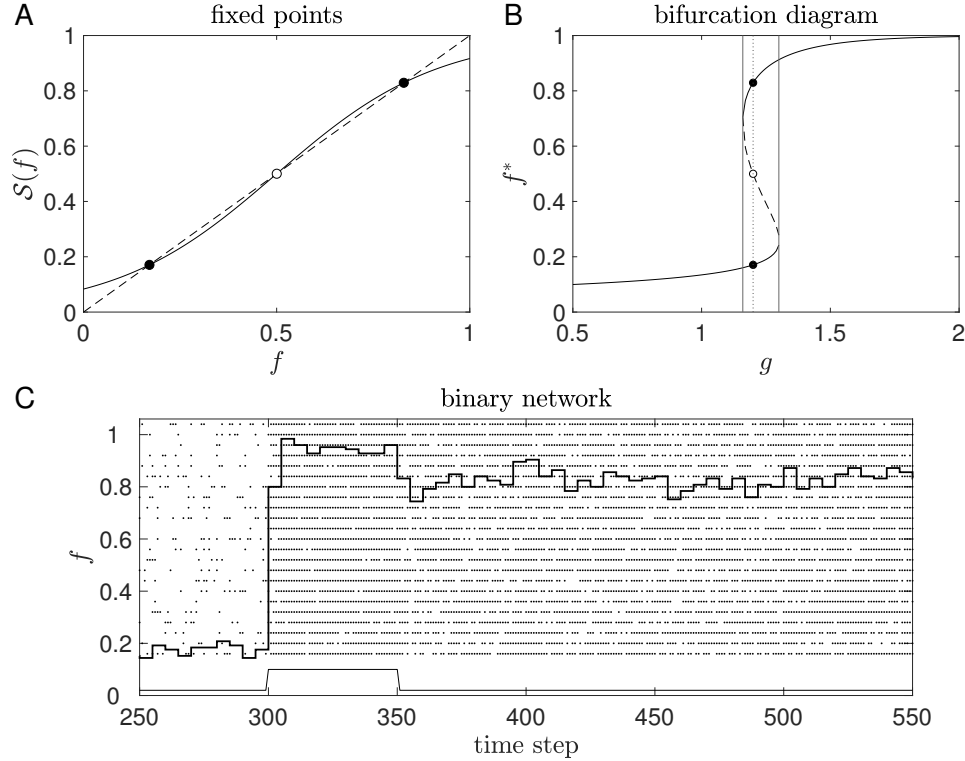 A
fixed points
1
0.8
0.6
0.4
0.2
0
0
0.5
1
S(f)
f
B
bifurcation diagram
1
0.8
0.6
0.4
0.2
0
0.5
1
1.5
2
f*
g
C
binary network
1
0.8
0.6
0.4
0.2
0
250
300
350
400
450
500
550
f
time step